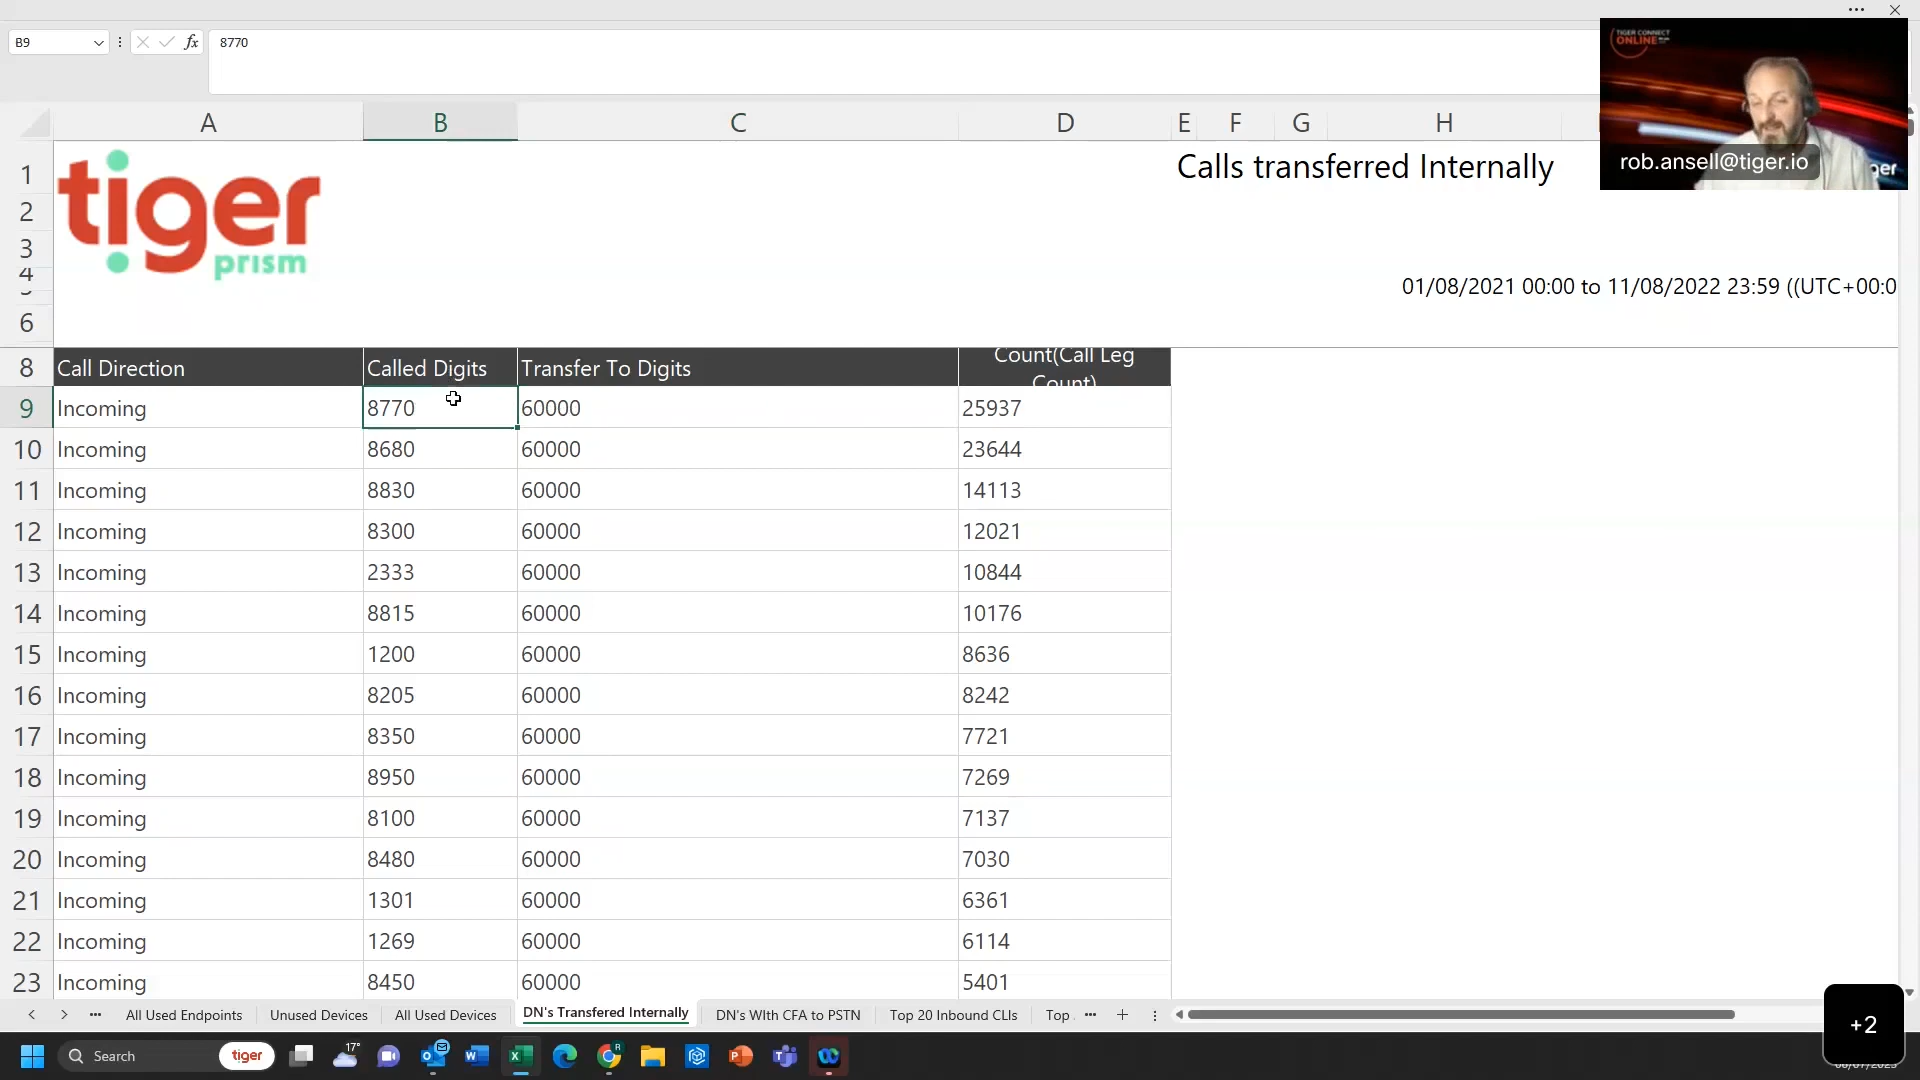 B9
fx
8770
TIGER CONNECT
ONLINE
rob.ansell@tiger.io
A B C D E F G H
1
2
3
4
6
tiger
prism
Calls transferred Internally
01/08/2021 00:00 to 11/08/2022 23:59 ((UTC+00:0
8 Call Direction Called Digits Transfer To Digits Count(Call Leg
Count)
9 Incoming 8770 60000 25937
10 Incoming 8680 60000 23644
11 Incoming 8830 60000 14113
12 Incoming 8300 60000 12021
13 Incoming 2333 60000 10844
14 Incoming 8815 60000 10176
15 Incoming 1200 60000 8636
16 Incoming 8205 60000 8242
17 Incoming 8350 60000 7721
18 Incoming 8950 60000 7269
19 Incoming 8100 60000 7137
20 Incoming 8480 60000 7030
21 Incoming 1301 60000 6361
22 Incoming 1269 60000 6114
23 Incoming 8450 60000 5401
All Used Endpoints Unused Devices All Used Devices DN's Transfered Internally DN's WIth CFA to PSTN Top 20 Inbound CLIs Top
+2
Search tiger 17°